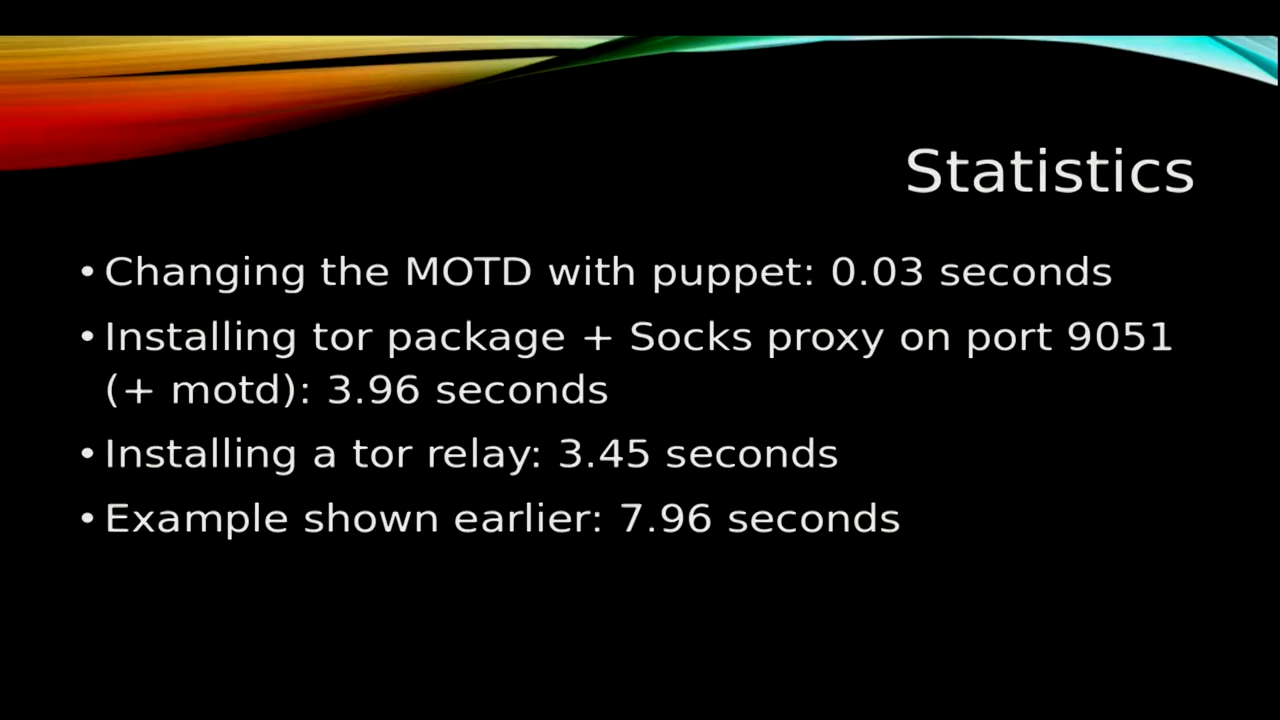 Statistics
• Changing the MOTD with puppet: 0.03 seconds
• Installing tor package + Socks proxy on port 9051
(+ motd): 3.96 seconds
• Installing a tor relay: 3.45 seconds
• Example shown earlier: 7.96 seconds